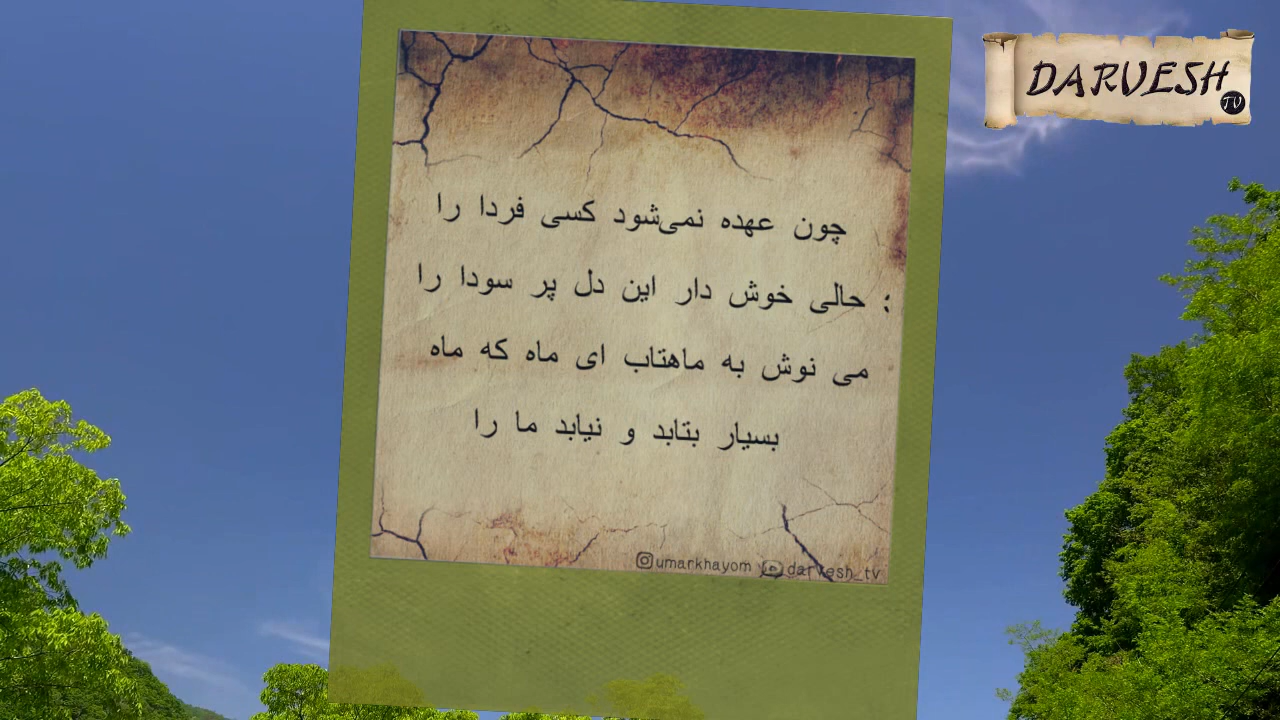 DARVESH
TV
چون عهده نمی‌شود کسی فردا را
حالی خوش دار این دل پر سودا را ؛
می نوش به ماهتاب ای ماه که ماه
بسیار بتابد و نیابد ما را
umarkhayom darvesh_tv